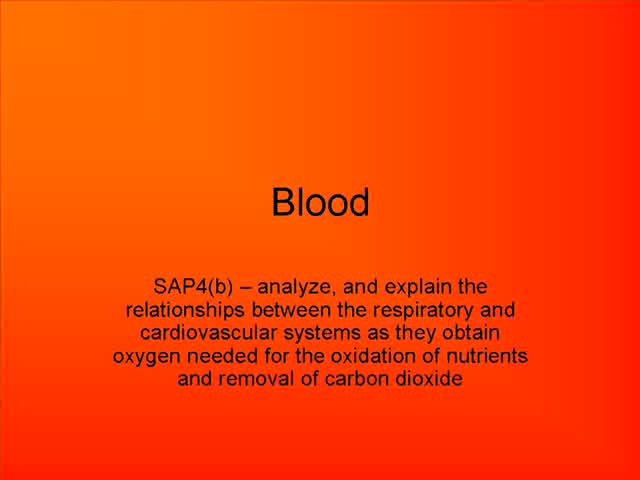 Blood
SAP4(b) – analyze, and explain the
relationships between the respiratory and
cardiovascular systems as they obtain
oxygen needed for the oxidation of nutrients
and removal of carbon dioxide